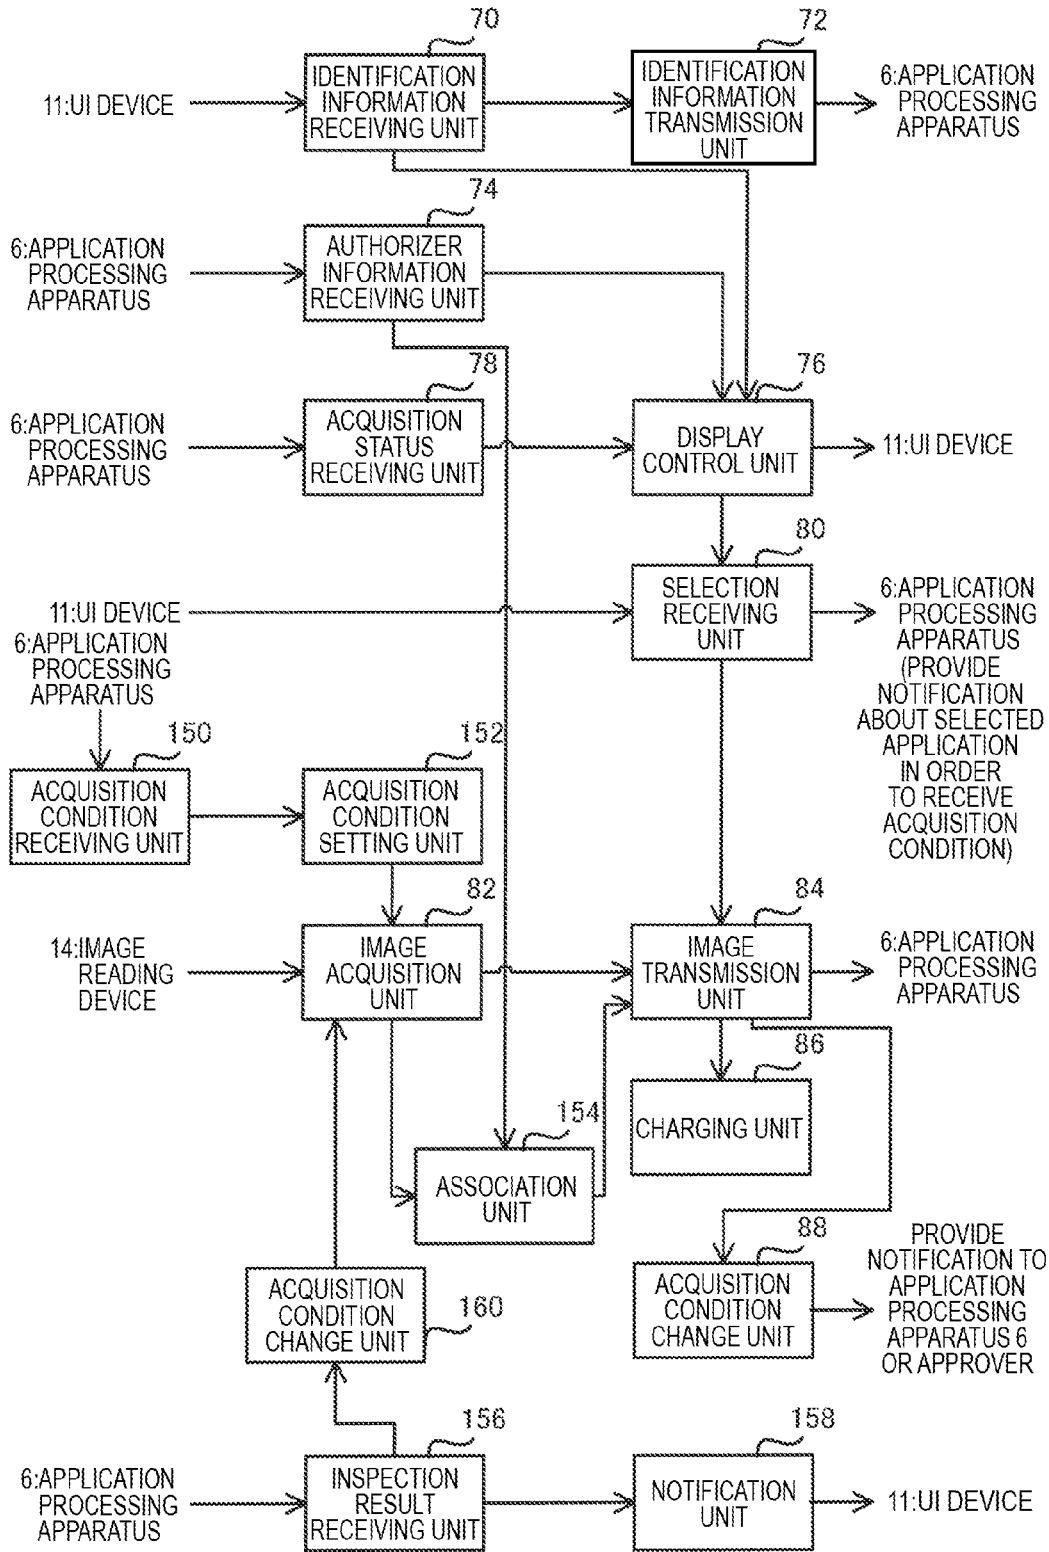 70
72
11:UI DEVICE
IDENTIFICATION
INFORMATION
RECEIVING UNIT
IDENTIFICATION
INFORMATION
TRANSMISSION
UNIT
6:APPLICATION
PROCESSING
APPARATUS
74
6:APPLICATION
PROCESSING
APPARATUS
AUTHORIZER
INFORMATION
RECEIVING UNIT
78
76
6:APPLICATION
PROCESSING
APPARATUS
ACQUISITION
STATUS
RECEIVING UNIT
DISPLAY
CONTROL UNIT
11:UI DEVICE
80
11:UI DEVICE
SELECTION
RECEIVING
UNIT
6:APPLICATION
PROCESSING
APPARATUS
(PROVIDE
NOTIFICATION
ABOUT SELECTED
APPLICATION
IN ORDER
TO RECEIVE
ACQUISITION
CONDITION)
6:APPLICATION
PROCESSING
APPARATUS
150
152
ACQUISITION
CONDITION
RECEIVING UNIT
ACQUISITION
CONDITION
SETTING UNIT
82
84
14:IMAGE
READING
DEVICE
IMAGE
ACQUISITION
UNIT
IMAGE
TRANSMISSION
UNIT
6:APPLICATION
PROCESSING
APPARATUS
86
CHARGING UNIT
154
ASSOCIATION
UNIT
88
ACQUISITION
CONDITION
CHANGE UNIT
160
ACQUISITION
CONDITION
CHANGE UNIT
PROVIDE
NOTIFICATION TO
APPLICATION
PROCESSING
APPARATUS 6
OR APPROVER
156
158
6:APPLICATION
PROCESSING
APPARATUS
INSPECTION
RESULT
RECEIVING UNIT
NOTIFICATION
UNIT
11:UI DEVICE